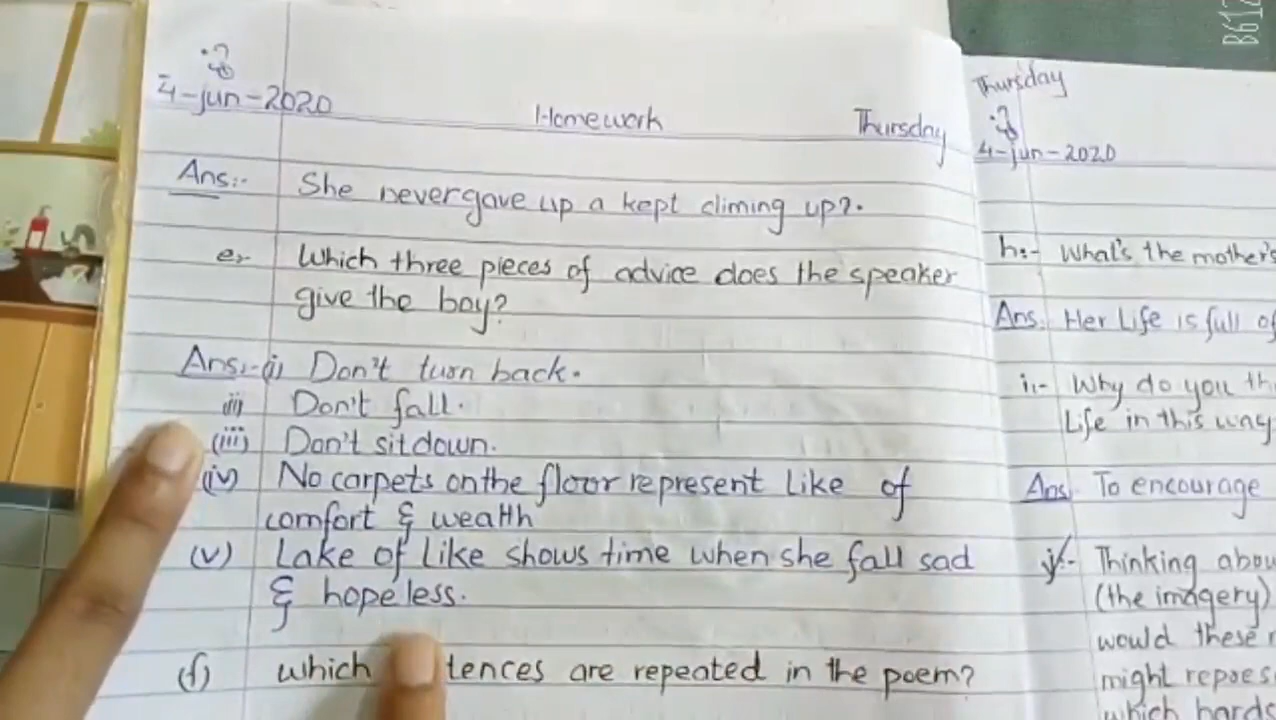 4-jun-2020 Homework Thursday
Ans:- She never gave up a kept climing up?.
e:- Which three pieces of advice does the speaker
give the boy?
Ans:-(i) Don't turn back.
ii) Don't fall.
(iii) Don't sit down.
(iv) No carpets on the floor represent Like of
comfort & wealth
(v) Lake of like shows time when she fall sad
& hopeless.
(f) which tences are repeated in the poem?
Thursday
4-jun-2020
h:- What's the mother's
Ans. Her Life is full of
i:- Why do you th
Life in this way
Ans. To encourage
j:- Thinking abou
(the imagery)
would these
might repres
which hards
B612